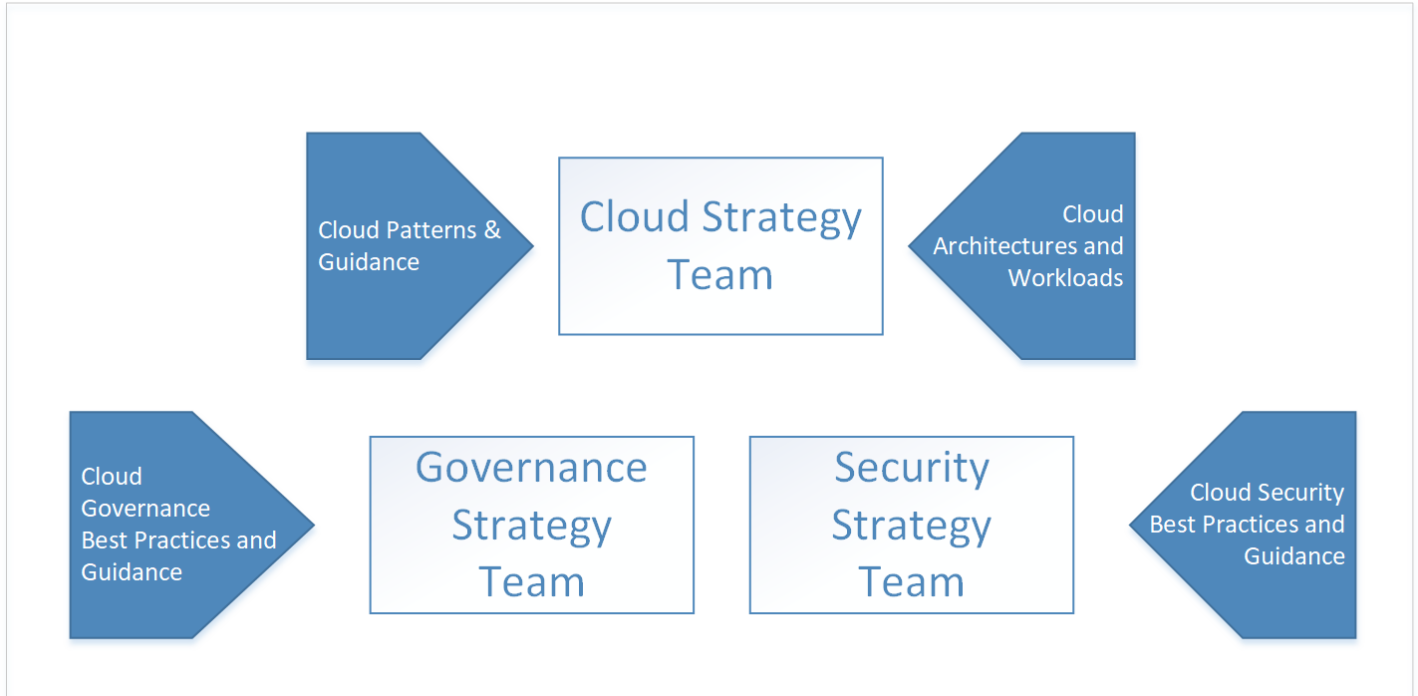 Cloud Patterns &
Guidance
Cloud Strategy
Team
Cloud
Architectures and
Workloads
Cloud
Governance
Best Practices and
Guidance
Governance
Strategy
Team
Security
Strategy
Team
Cloud Security
Best Practices and
Guidance